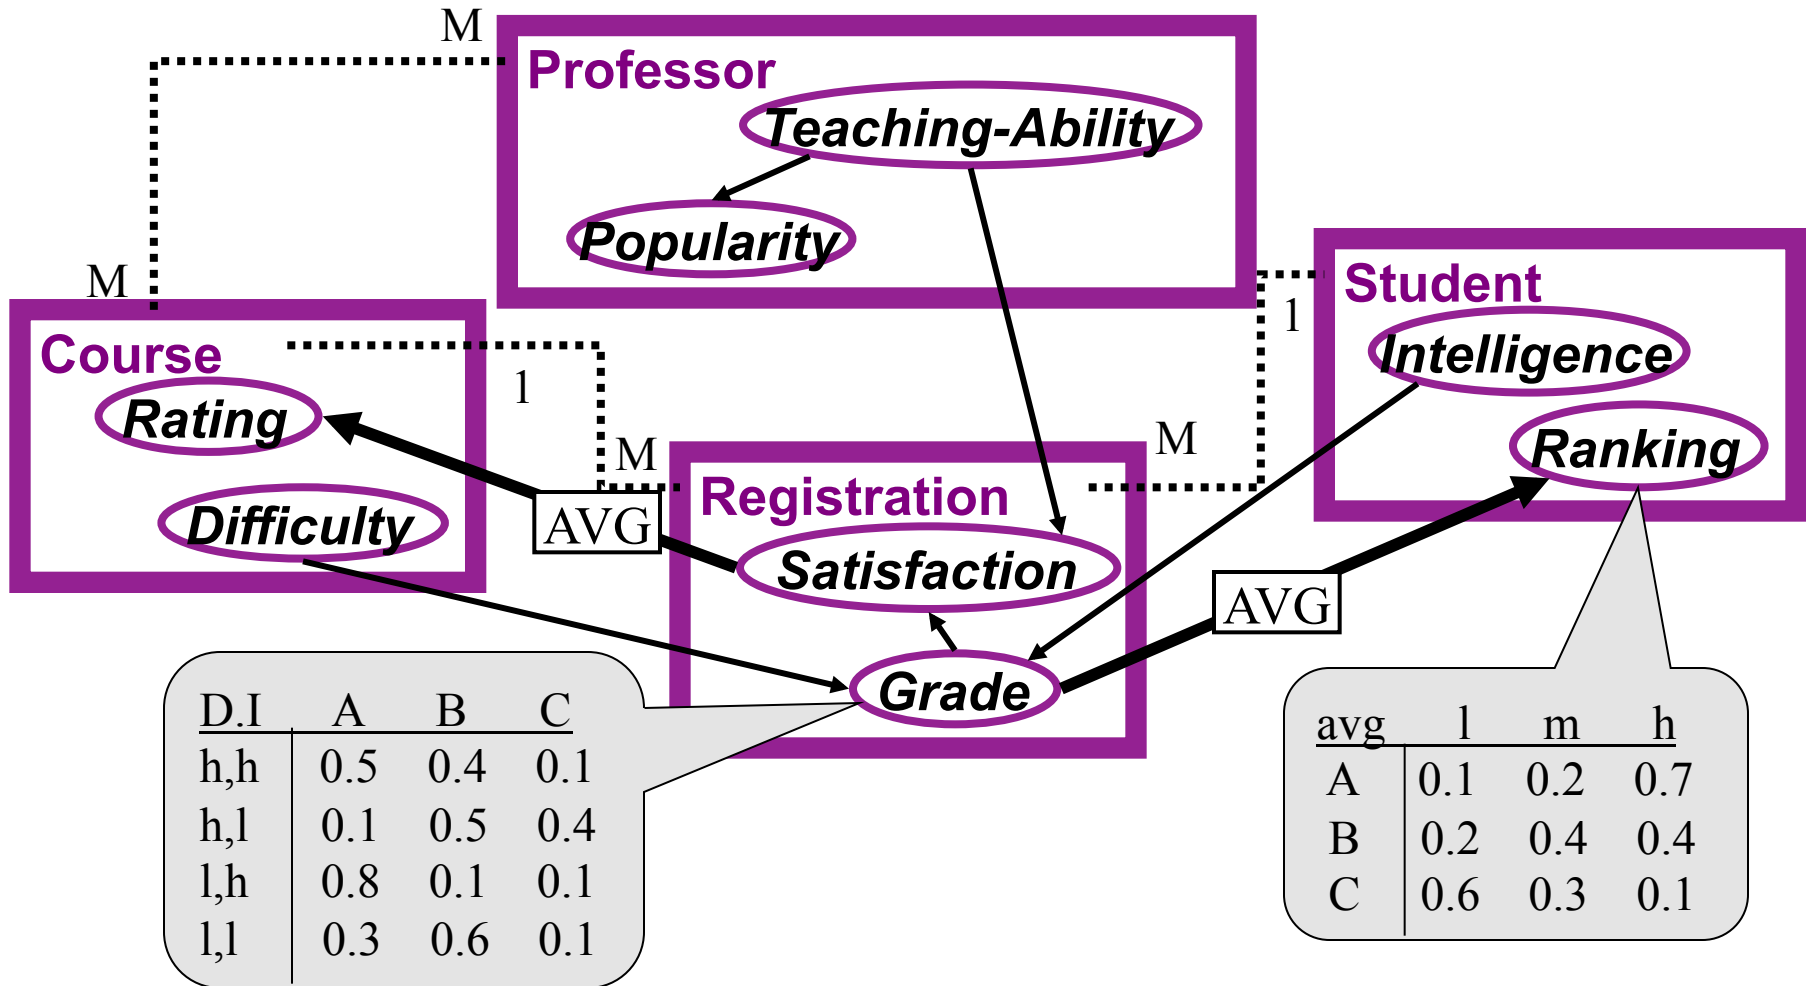 M
Professor
Teaching-Ability
Popularity
M
Student
1
Intelligence
Ranking
Course
1
Rating
Difficulty
M
M
AVG
Registration
Satisfaction
Grade
AVG
D.I A B C
h,h 0.5 0.4 0.1
h,l 0.1 0.5 0.4
l,h 0.8 0.1 0.1
l,l 0.3 0.6 0.1
avg l m h
A 0.1 0.2 0.7
B 0.2 0.4 0.4
C 0.6 0.3 0.1